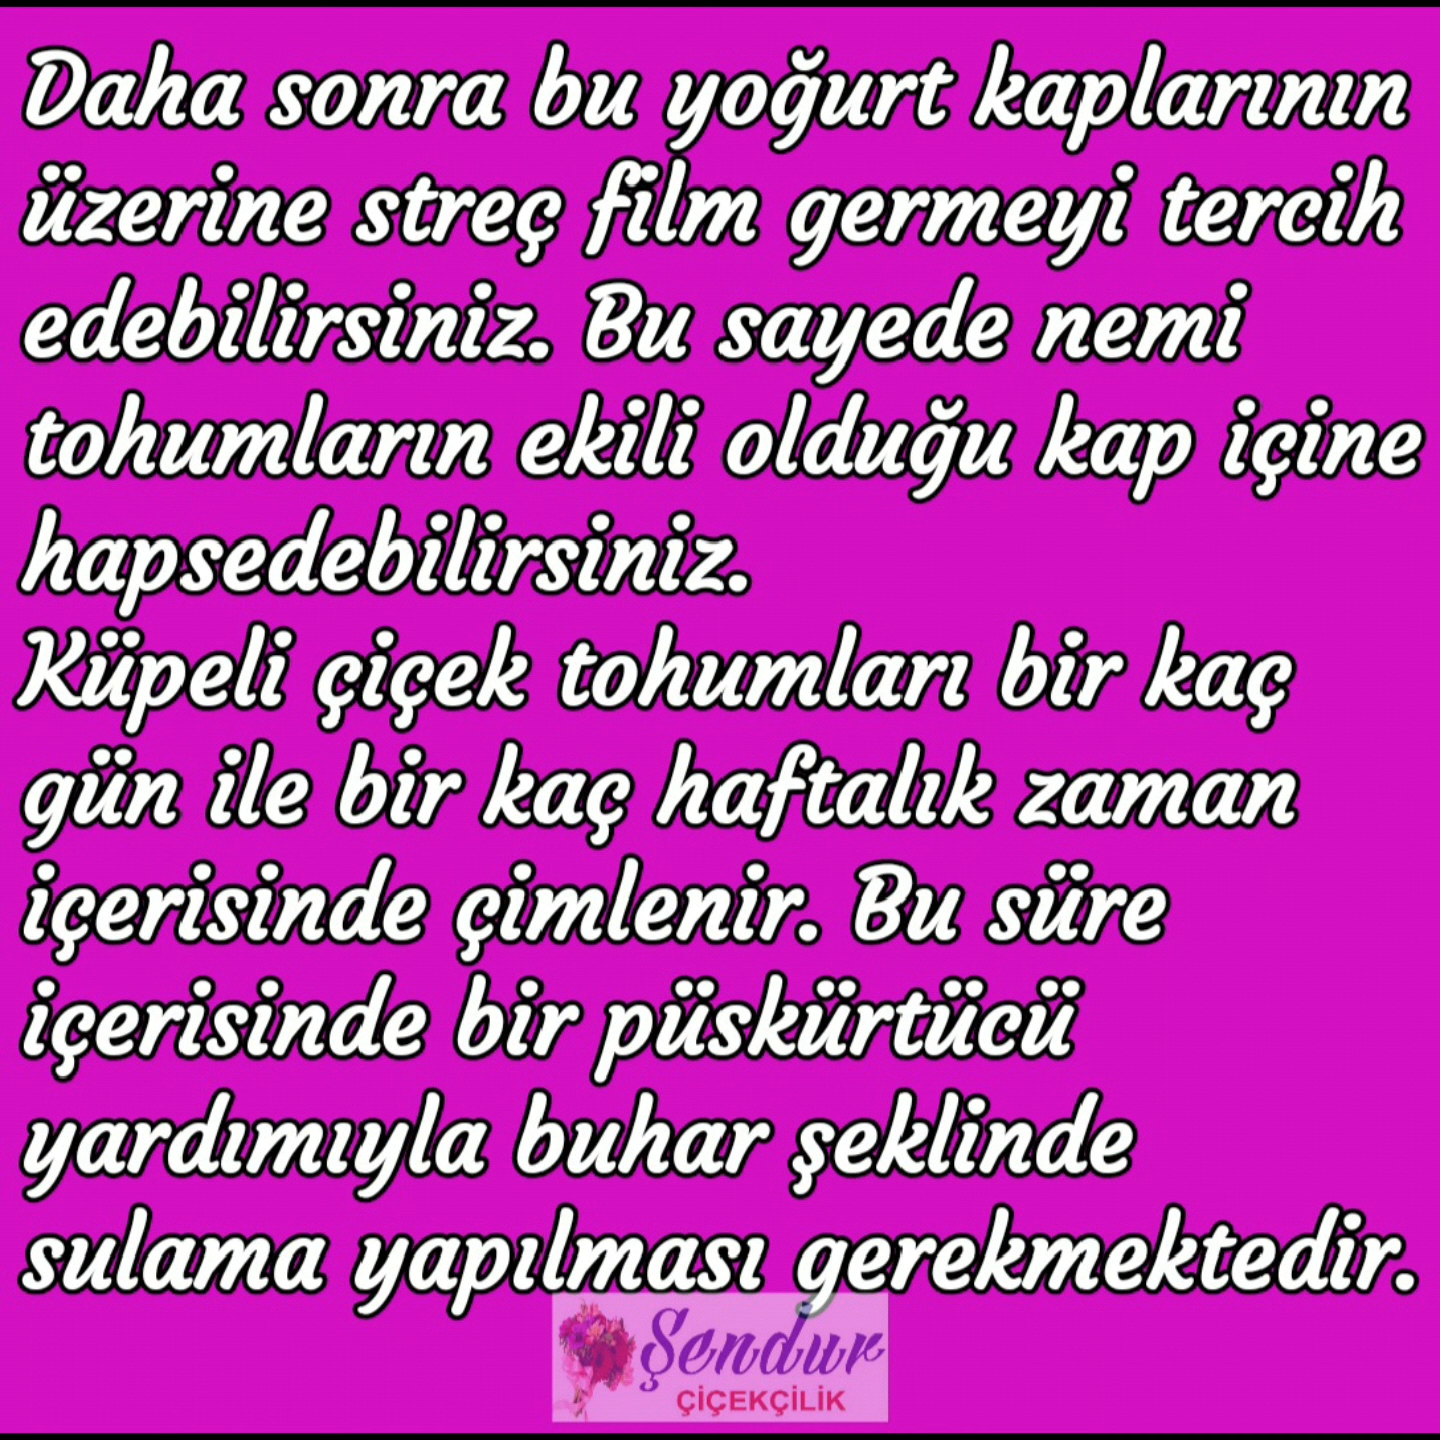 Daha sonra bu yoğurt kaplarının
üzerine streç film germeyi tercih
edebilirsiniz. Bu sayede nemi
tohumların ekili olduğu kap içine
hapsedebilirsiniz.
Küpeli çiçek tohumları bir kaç
gün ile bir kaç haftalık zaman
içerisinde çimlenir. Bu süre
içerisinde bir püskürtücü
yardımıyla buhar şeklinde
sulama yapılması gerekmektedir.
Şendur
ÇİÇEKÇİLİK